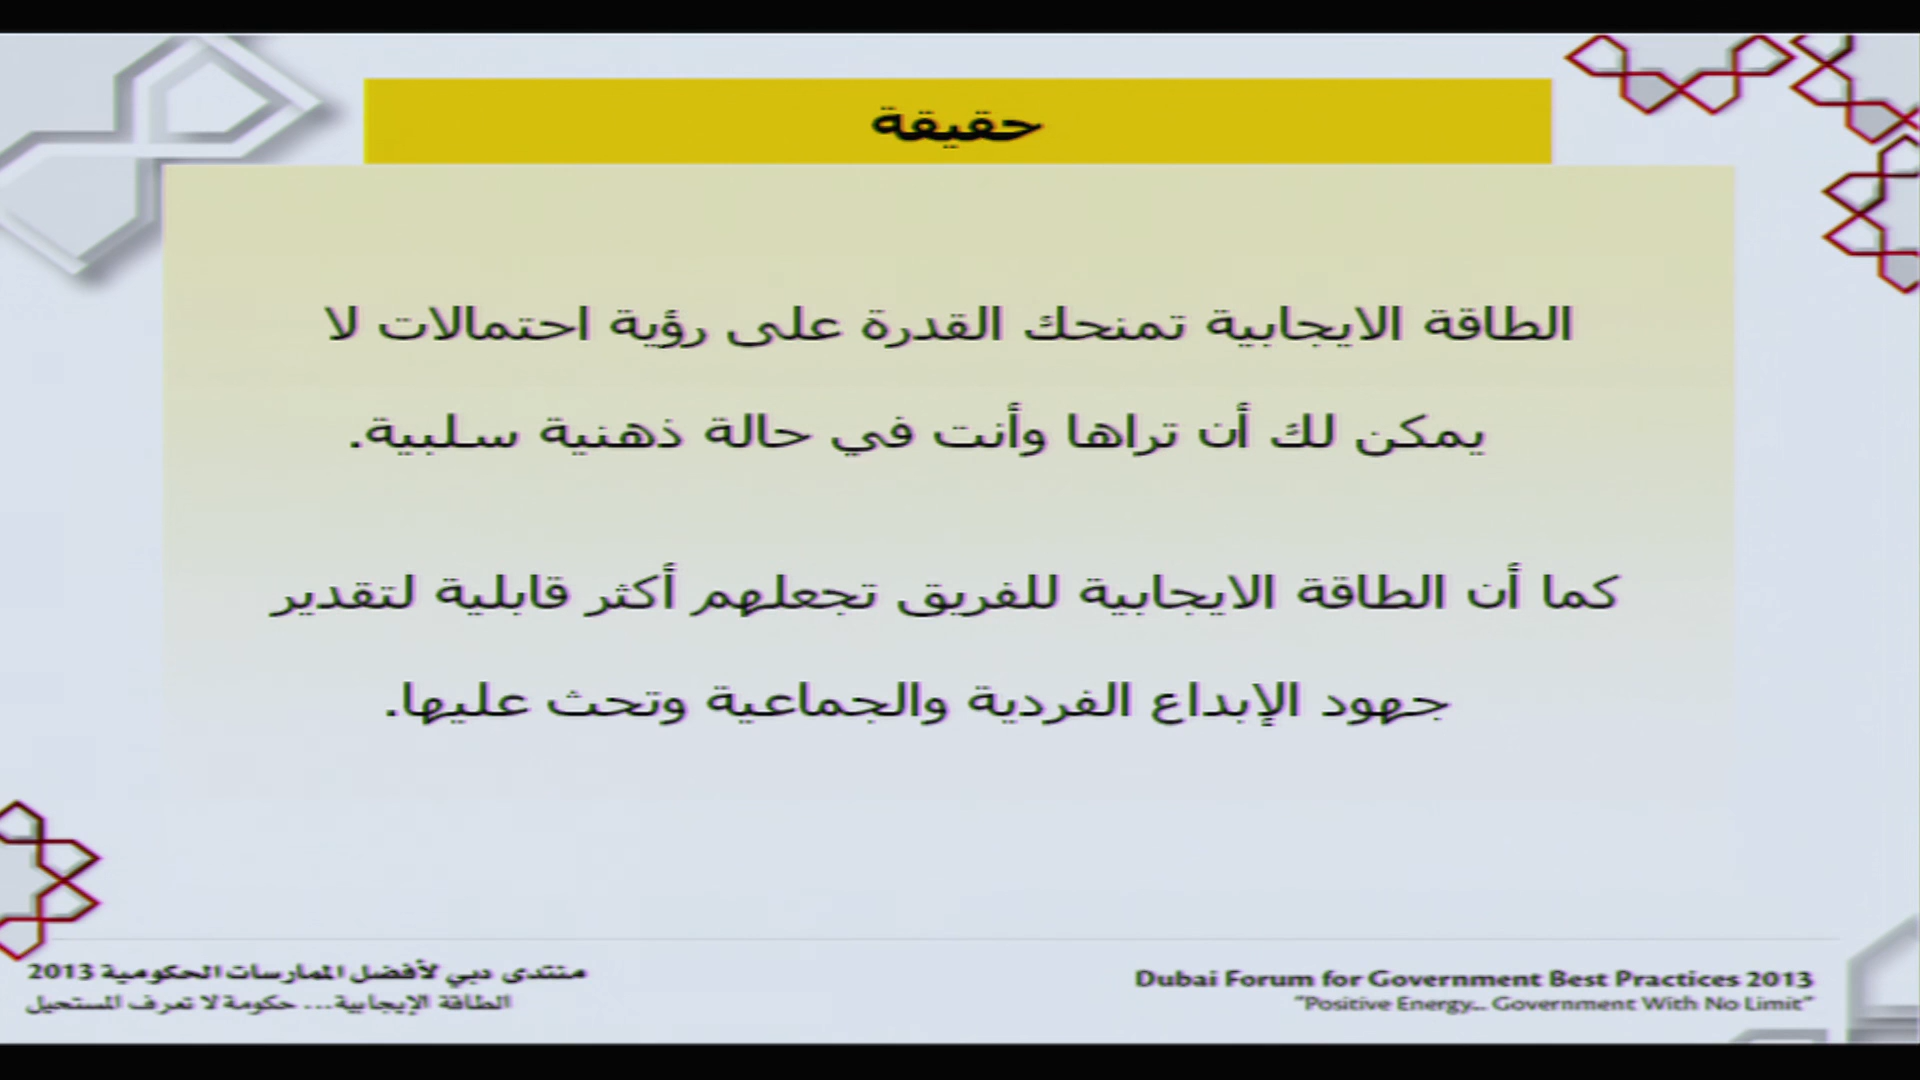 حقيقة
الطاقة الايجابية تمنحك القدرة على رؤية احتمالات لا
يمكن لك أن تراها وأنت في حالة ذهنية سلبية.
كما أن الطاقة الايجابية للفريق تجعلهم أكثر قابلية لتقدير
جهود الإبداع الفردية والجماعية وتحث عليها.
منتدى دبي لأفضل الممارسات الحكومية 2013
الطاقة الإيجابية... حكومة لا تعرف المستحيل
Dubai Forum for Government Best Practices 2013
"Positive Energy... Government With No Limit"